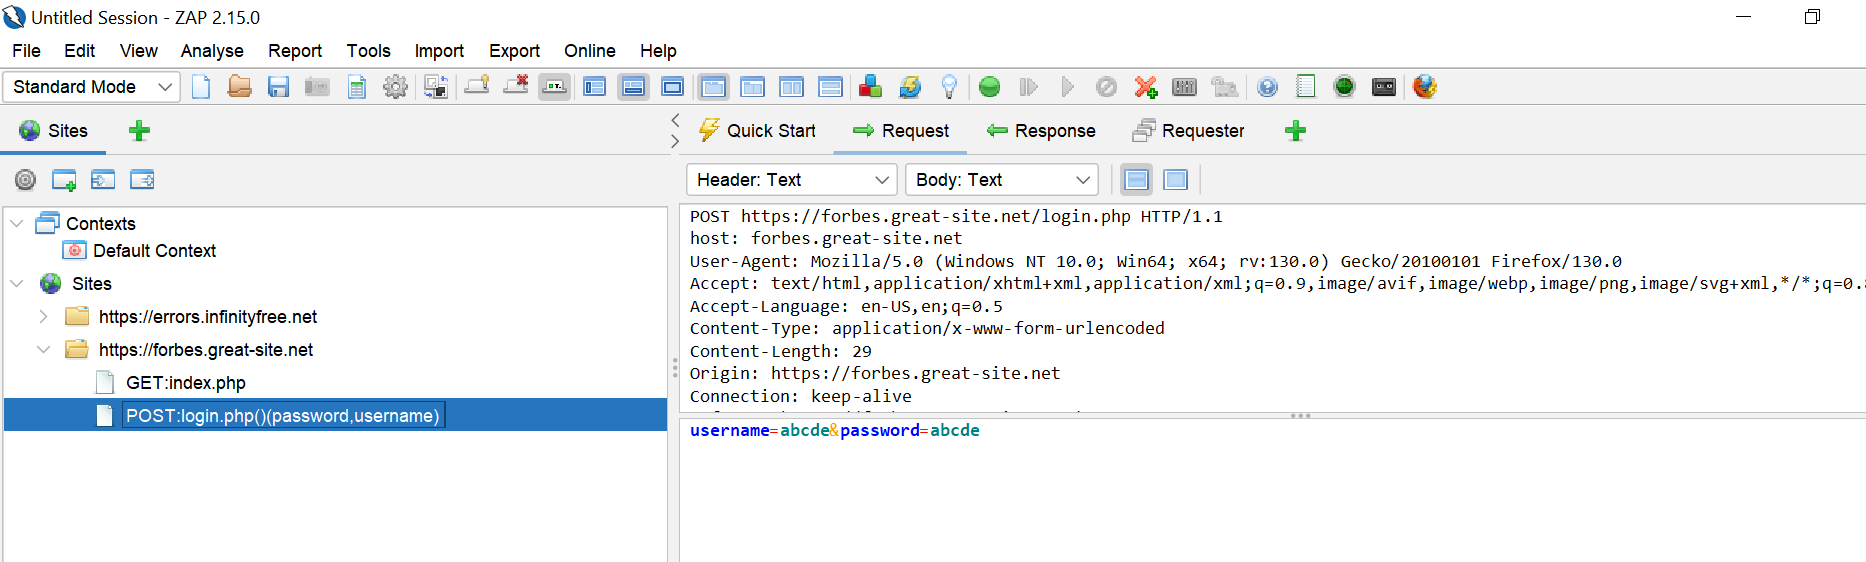 Untitled Session - ZAP 2.15.0
File Edit View Analyse Report Tools Import Export Online Help
Standard Mode
Sites
Quick Start Request Response Requester
Header: Text Body: Text
Contexts
Default Context
Sites
https://errors.infinityfree.net
https://forbes.great-site.net
GET:index.php
POST:login.php()(password,username)
POST https://forbes.great-site.net/login.php HTTP/1.1
host: forbes.great-site.net
User-Agent: Mozilla/5.0 (Windows NT 10.0; Win64; x64; rv:130.0) Gecko/20100101 Firefox/130.0
Accept: text/html,application/xhtml+xml,application/xml;q=0.9,image/avif,image/webp,image/png,image/svg+xml,*/*;q=0.8
Accept-Language: en-US,en;q=0.5
Content-Type: application/x-www-form-urlencoded
Content-Length: 29
Origin: https://forbes.great-site.net
Connection: keep-alive
username=abcde&password=abcde